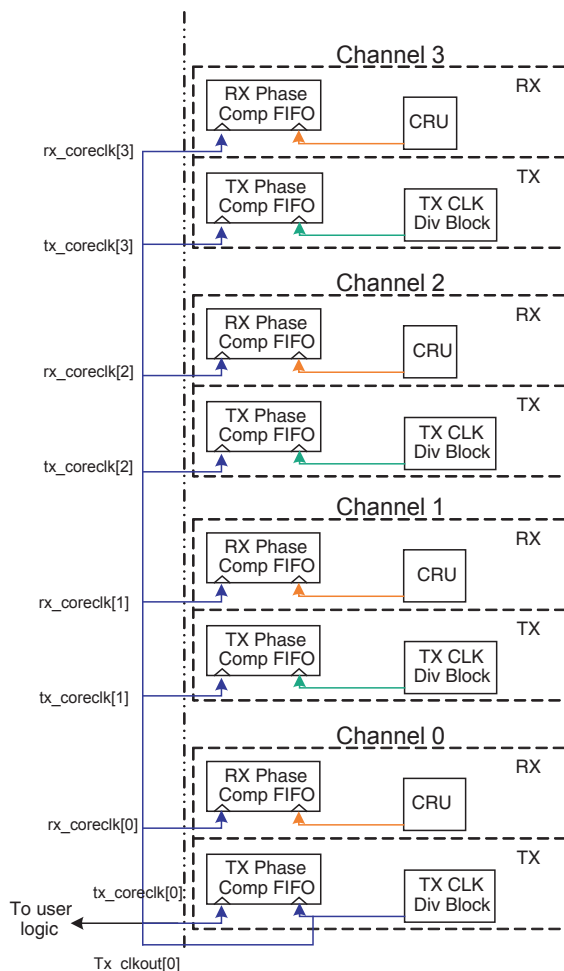 Channel 3
RX
RX Phase
Comp FIFO
CRU
rx_coreclk[3]
TX
TX Phase
Comp FIFO
TX CLK
Div Block
tx_coreclk[3]
Channel 2
RX
RX Phase
Comp FIFO
CRU
rx_coreclk[2]
TX
TX Phase
Comp FIFO
TX CLK
Div Block
tx_coreclk[2]
Channel 1
RX
RX Phase
Comp FIFO
CRU
rx_coreclk[1]
TX
TX Phase
Comp FIFO
TX CLK
Div Block
tx_coreclk[1]
Channel 0
RX
RX Phase
Comp FIFO
CRU
rx_coreclk[0]
TX
TX Phase
Comp FIFO
TX CLK
Div Block
tx_coreclk[0]
To user
logic
Tx_clkout[0]